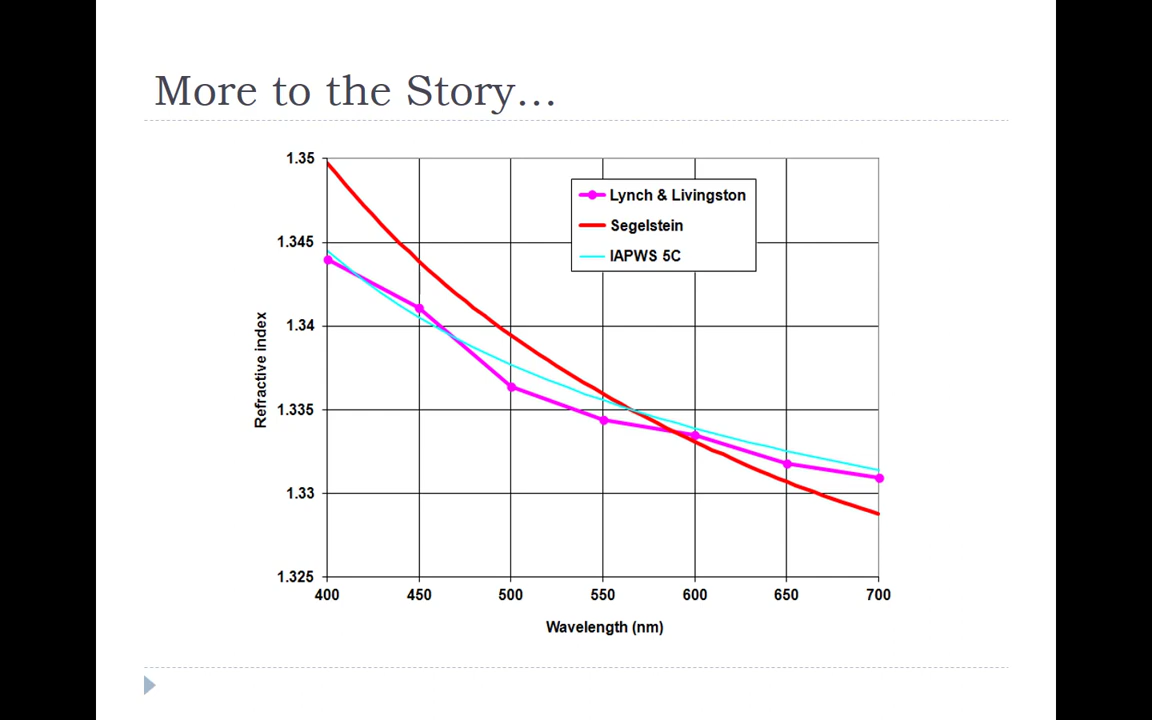 More to the Story...
1.35
1.345
1.34
1.335
1.33
1.325
Refractive index
Lynch & Livingston
Segelstein
IAPWS 5C
400 450 500 550 600 650 700
Wavelength (nm)